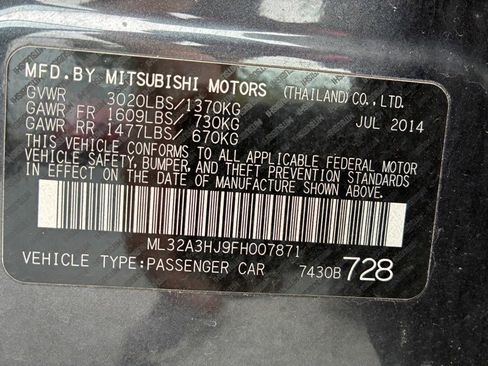 MFD.BY MITSUBISHI MOTORS (THAILAND)CO.,LTD.
GVWR 3020LBS/1370KG
GAWR FR 1609LBS/ 730KG JUL 2014
GAWR RR 1477LBS/ 670KG
THIS VEHICLE CONFORMS TO ALL APPLICABLE FEDERAL MOTOR
VEHICLE SAFETY, BUMPER, AND THEFT PREVENTION STANDARDS
IN EFFECT ON THE DATE OF MANUFACTURE SHOWN ABOVE.
ML32A3HJ9FH007871
VEHICLE TYPE:PASSENGER CAR 7430B 728